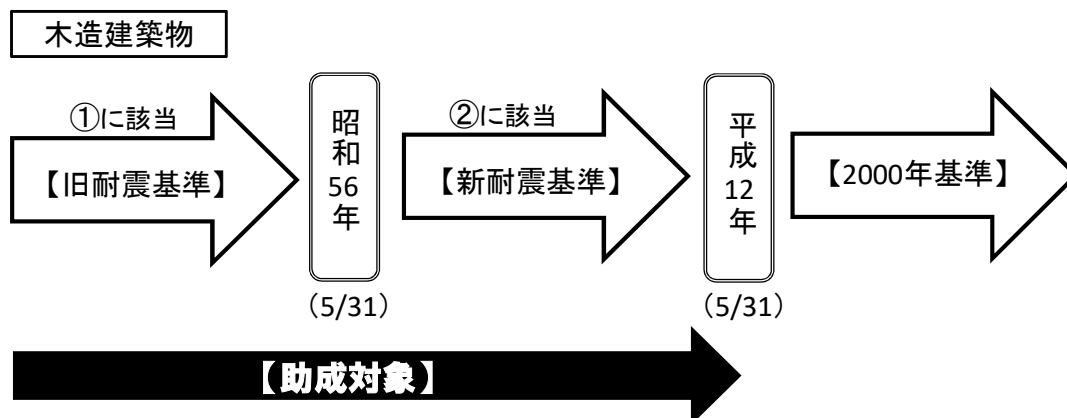 木造建築物
①に該当
【旧耐震基準】
昭和56年
(5/31)
②に該当
【新耐震基準】
平成12年
(5/31)
【2000年基準】
【助成対象】